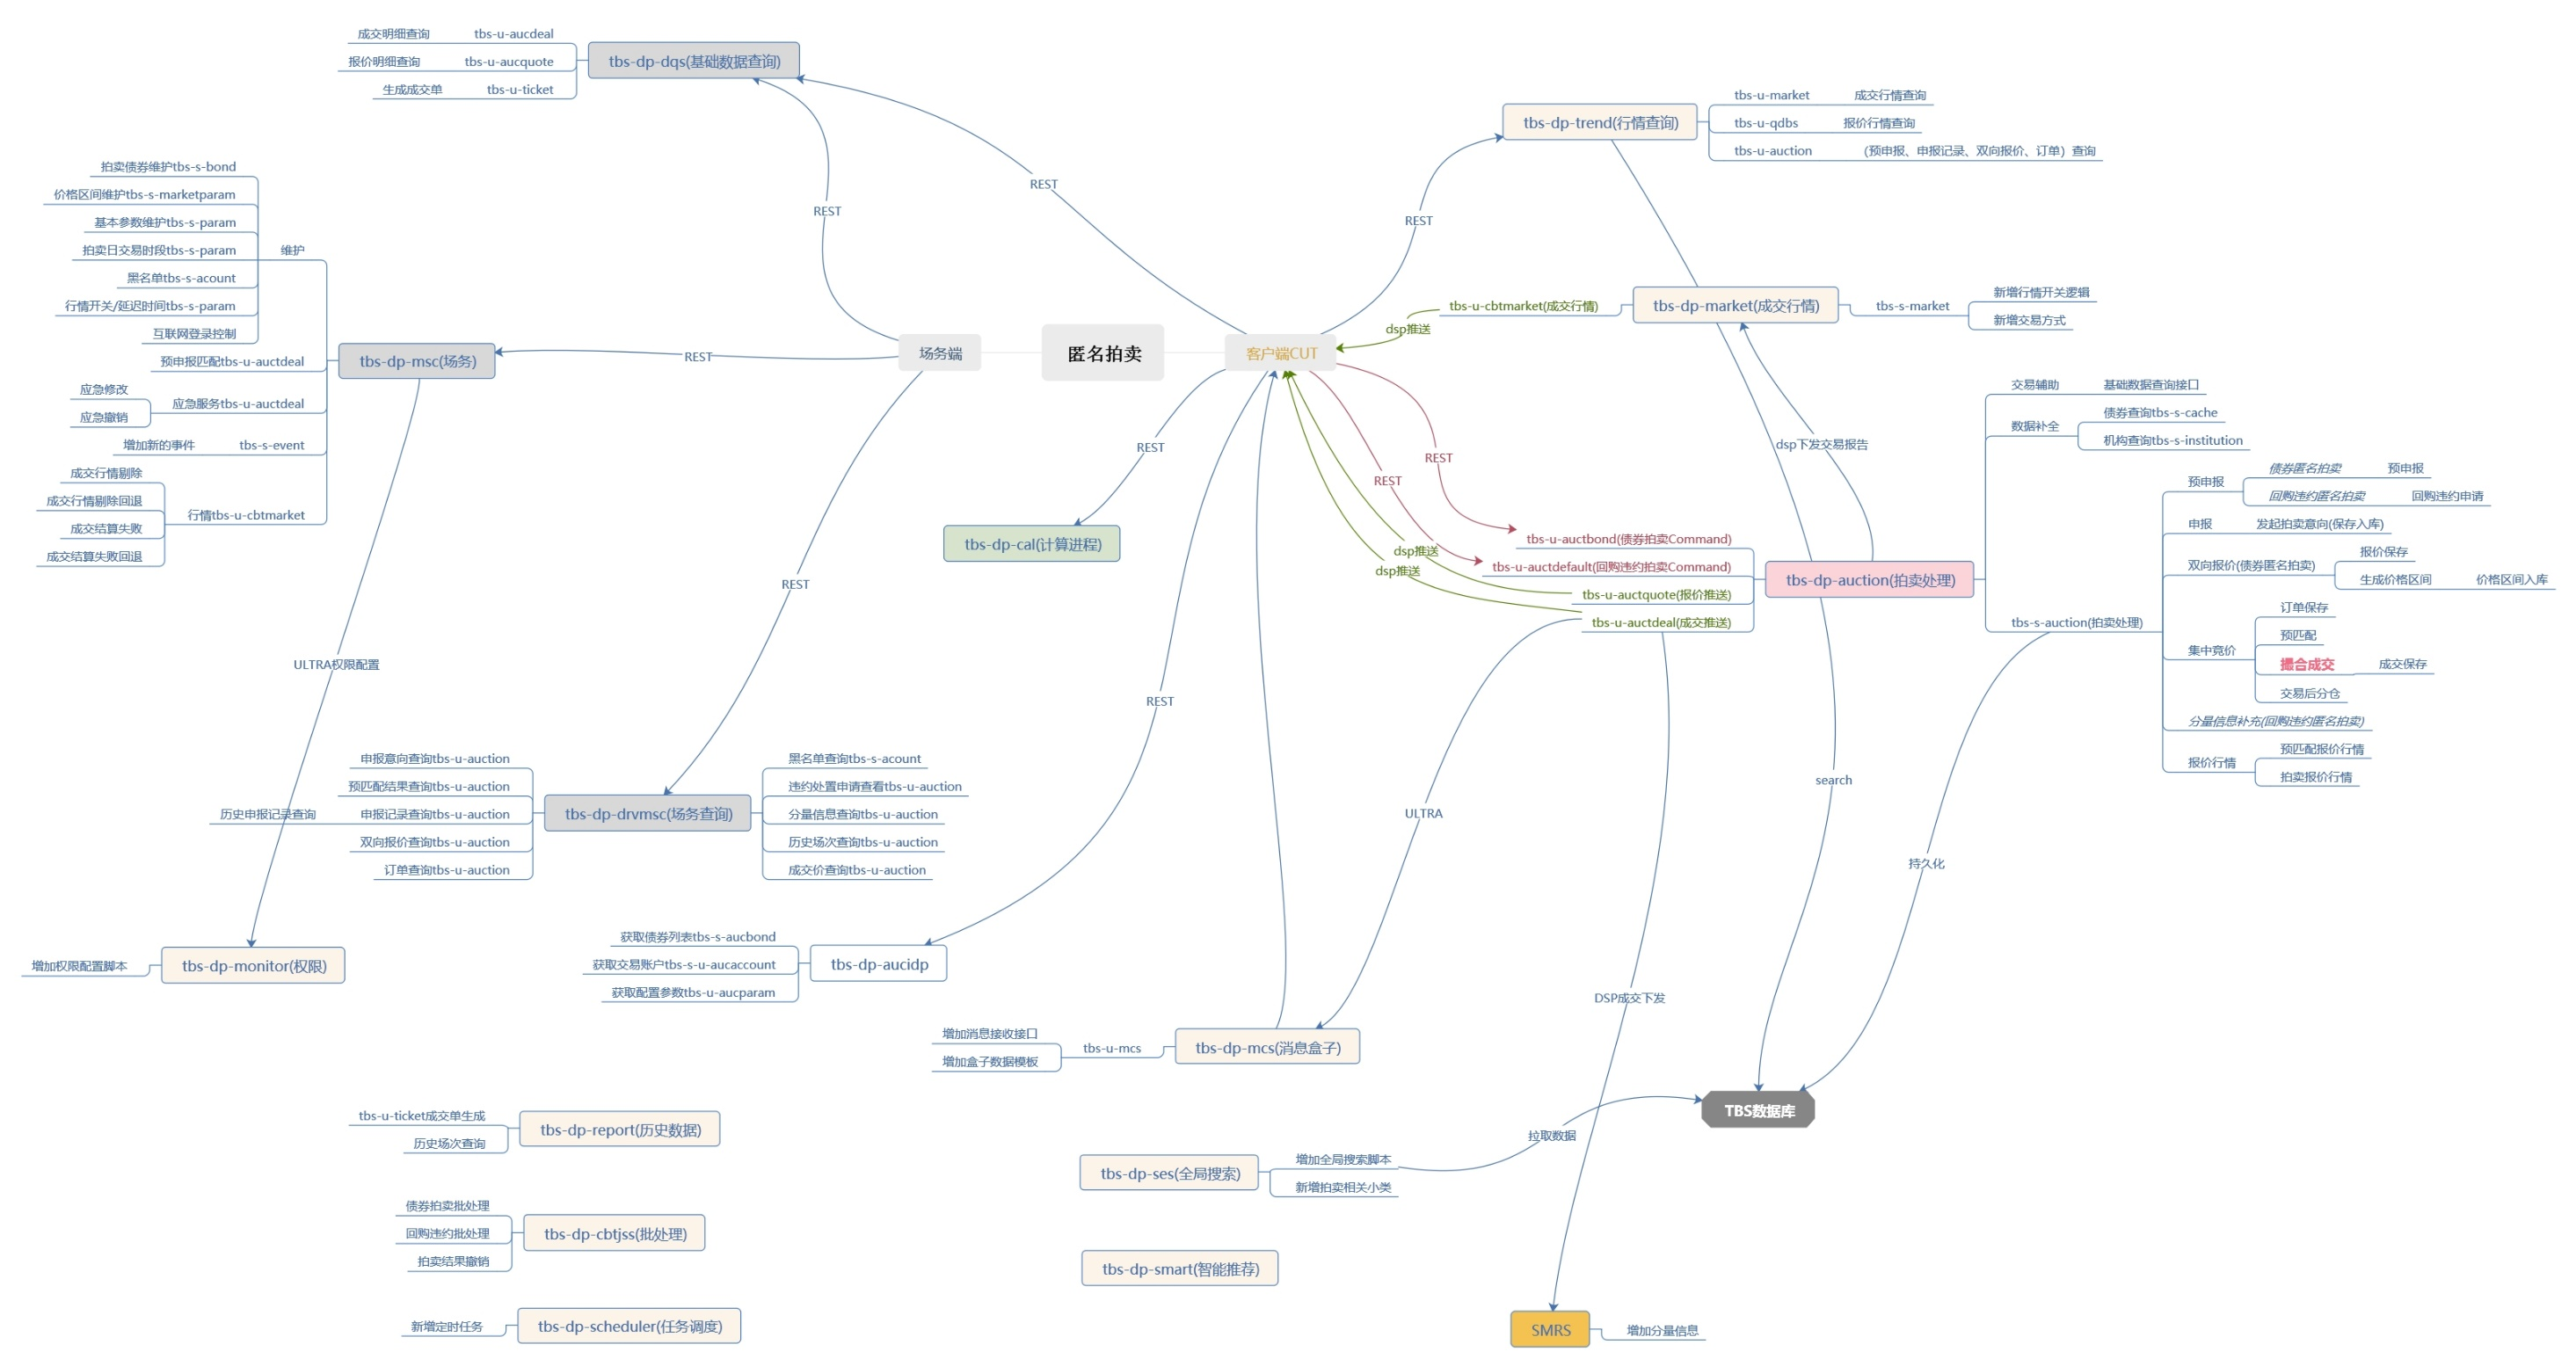 匿名拍卖
场务端
客户端CUT
REST
REST
REST
REST
REST
REST
REST
REST
REST
REST
tbs-dp-dqs(基础数据查询)
成交明细查询 tbs-u-aucdeal
报价明细查询 tbs-u-aucquote
生成成交单 tbs-u-ticket
tbs-dp-msc(场务)
维护
拍卖债券维护tbs-s-bond
价格区间维护tbs-s-marketparam
基本参数维护tbs-s-param
拍卖日交易时段tbs-s-param
黑名单tbs-s-acount
行情开关/延迟时间tbs-s-param
互联网登录控制
预申报匹配tbs-u-auctdeal
应急服务tbs-u-auctdeal
应急修改
应急撤销
增加新的事件 tbs-s-event
行情tbs-u-cbtmarket
成交行情剔除
成交行情剔除回退
成交结算失败
成交结算失败回退
ULTRA权限配置
tbs-dp-monitor(权限)
增加权限配置脚本
tbs-dp-drvmsc(场务查询)
申报意向查询tbs-u-auction
预匹配结果查询tbs-u-auction
历史申报记录查询 申报记录查询tbs-u-auction
双向报价查询tbs-u-auction
订单查询tbs-u-auction
黑名单查询tbs-s-acount
违约处置申请查看tbs-u-auction
分量信息查询tbs-u-auction
历史场次查询tbs-u-auction
成交价查询tbs-u-auction
tbs-dp-cal(计算进程)
tbs-dp-aucidp
获取债券列表tbs-s-aucbond
获取交易账户tbs-s-u-aucaccount
获取配置参数tbs-u-aucparam
tbs-dp-mcs(消息盒子)
tbs-u-mcs
增加消息接收接口
增加盒子数据模板
tbs-dp-report(历史数据)
tbs-u-ticket成交单生成
历史场次查询
tbs-dp-cbtjss(批处理)
债券拍卖批处理
回购违约批处理
拍卖结果撤销
tbs-dp-scheduler(任务调度)
新增定时任务
tbs-dp-ses(全局搜索)
增加全局搜索脚本
新增拍卖相关小类
拉取数据
tbs-dp-smart(智能推荐)
SMRS
增加分量信息
TBS数据库
tbs-dp-trend(行情查询)
tbs-u-market 成交行情查询
tbs-u-qdbs 报价行情查询
tbs-u-auction （预申报、申报记录、双向报价、订单）查询
tbs-dp-market(成交行情)
tbs-u-cbtmarket(成交行情)
dsp推送
tbs-s-market
新增行情开关逻辑
新增交易方式
dsp下发交易报告
tbs-dp-auction(拍卖处理)
tbs-u-auctbond(债券拍卖Command)
tbs-u-auctdefault(回购违约拍卖Command)
tbs-u-auctquote(报价推送)
tbs-u-auctdeal(成交推送)
dsp推送
dsp推送
ULTRA
DSP成交下发
search
持久化
交易辅助 基础数据查询接口
数据补全
债券查询tbs-s-cache
机构查询tbs-s-institution
tbs-s-auction(拍卖处理)
预申报
债券匿名拍卖 预申报
回购违约匿名拍卖 回购违约申请
申报 发起拍卖意向(保存入库)
双向报价(债券匿名拍卖)
报价保存
生成价格区间 价格区间入库
集中竞价
订单保存
预匹配
撮合成交 成交保存
交易后分仓
分量信息补充(回购违约匿名拍卖)
报价行情
预匹配报价行情
拍卖报价行情